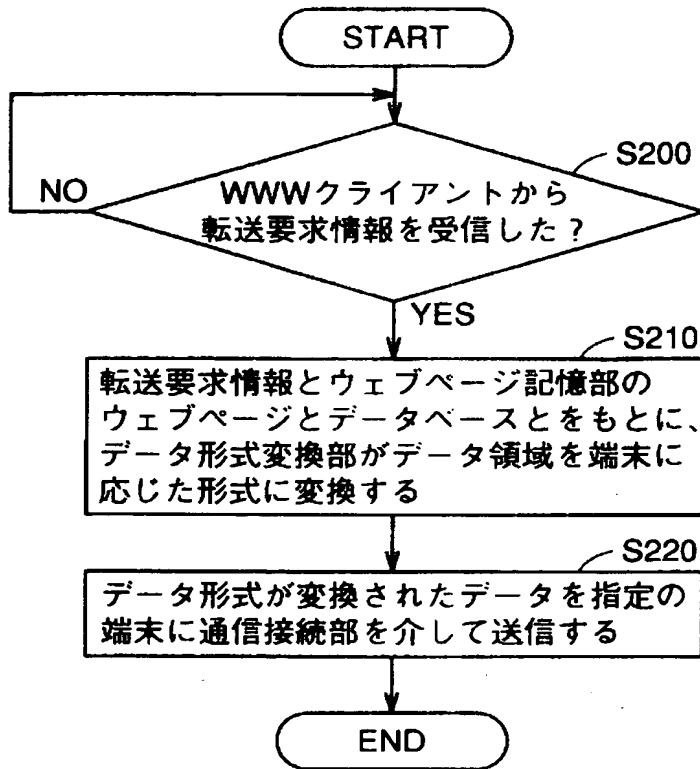 START
S200
NO
WWWクライアントから
転送要求情報を受信した?
YES
S210
転送要求情報とウェブページ記憶部の
ウェブページとデータベースとをもとに、
データ形式変換部がデータ領域を端末に
応じた形式に変換する
S220
データ形式が変換されたデータを指定の
端末に通信接続部を介して送信する
END